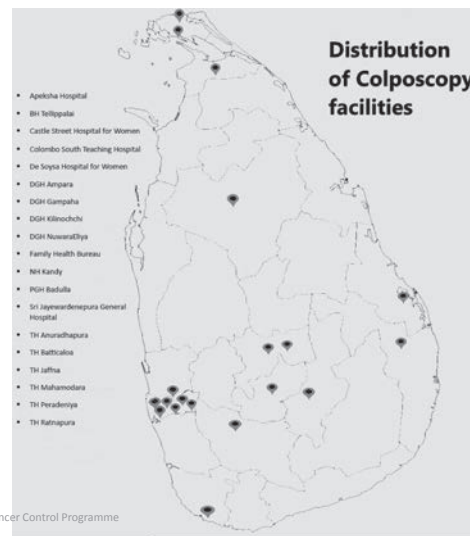 Distribution
of Colposcopy
facilities
• Apeksha Hospital
• BH Tellippalai
• Castle Street Hospital for Women
• Colombo South Teaching Hospital
• De Soysa Hospital for Women
• DGH Ampara
• DGH Gampaha
• DGH Kilinochchi
• DGH NuwaraEliya
• Family Health Bureau
• NH Kandy
• PGH Badulla
• Sri Jayewardenepura General
Hospital
• TH Anuradhapura
• TH Batticaloa
• TH Jaffna
• TH Mahamodara
• TH Peradeniya
• TH Ratnapura
ncer Control Programme